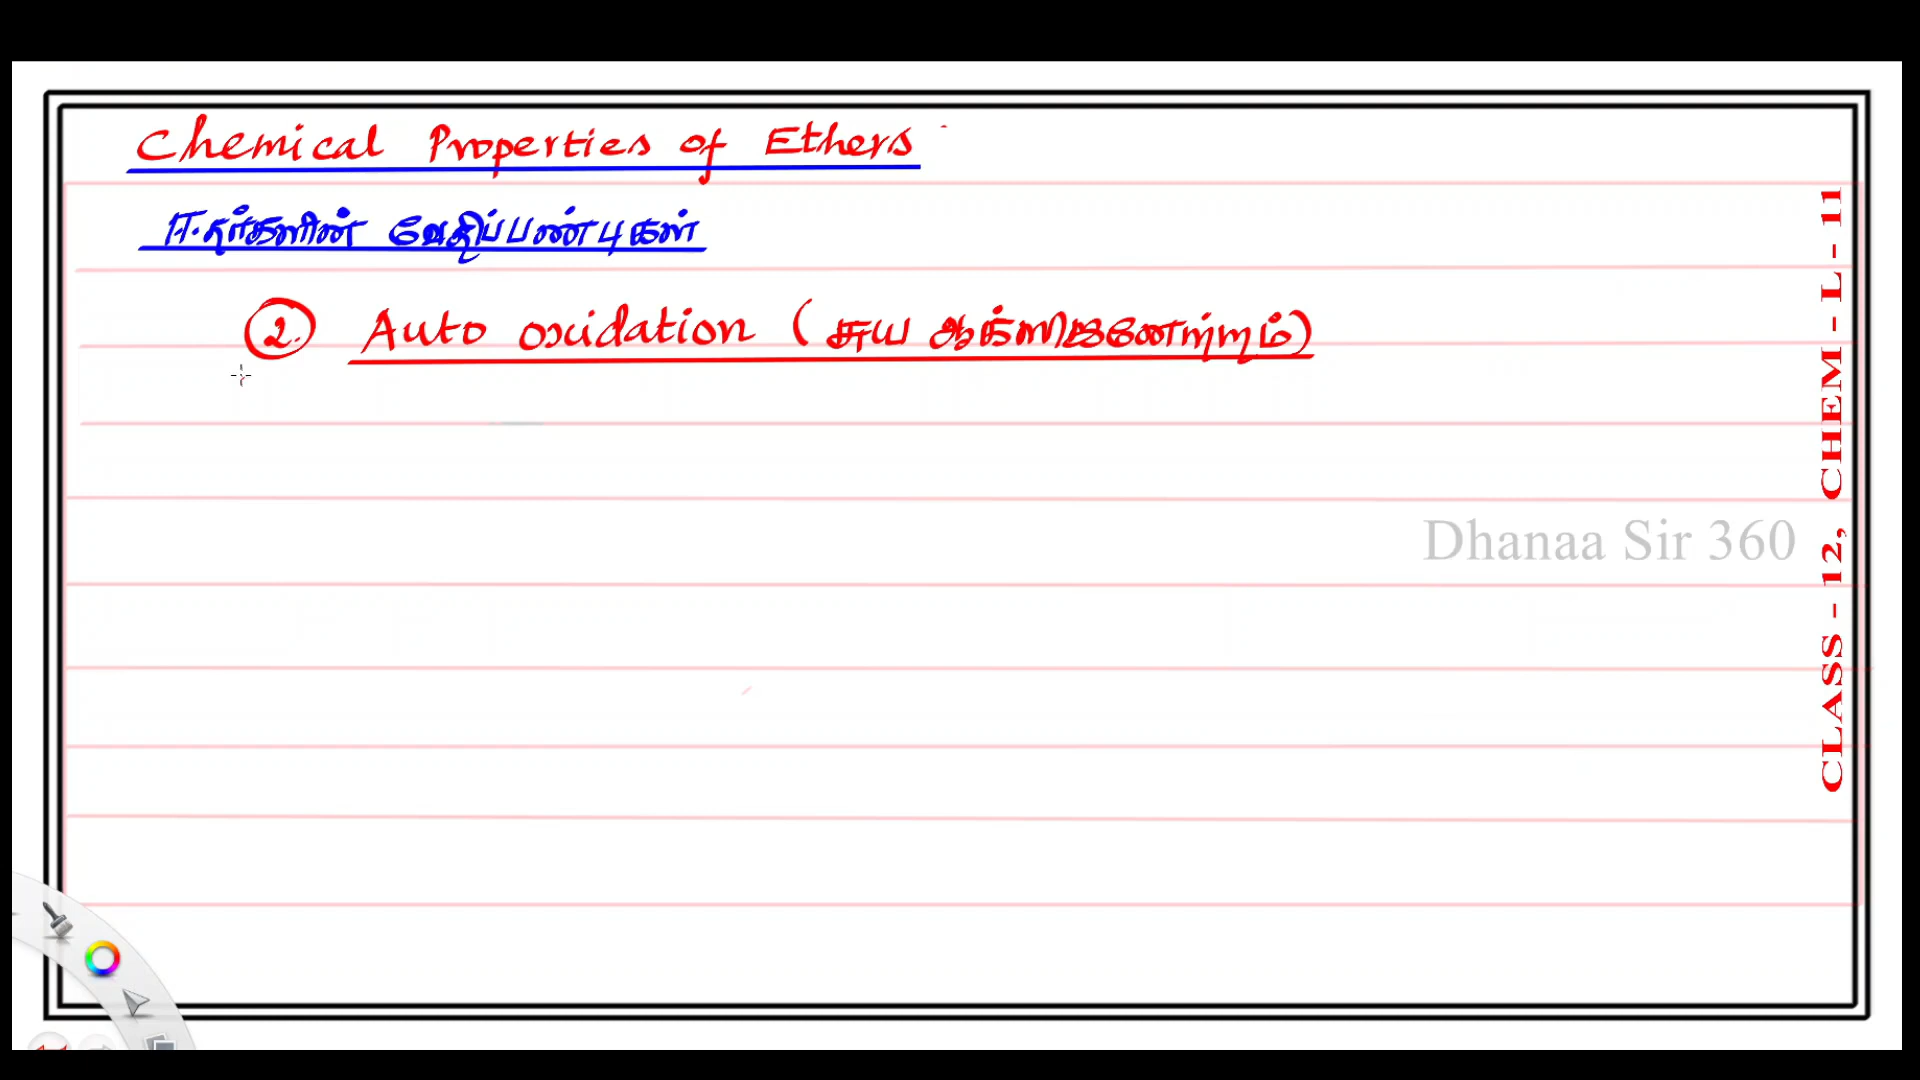 Chemical Properties of Ethers
ஈதர்களின் வேதிப்பண்புகள்
2. Auto oxidation (சுய ஆக்ஸிஜனேற்றம்)
Dhanaa Sir 360
CLASS - 12, CHEM - L - 11